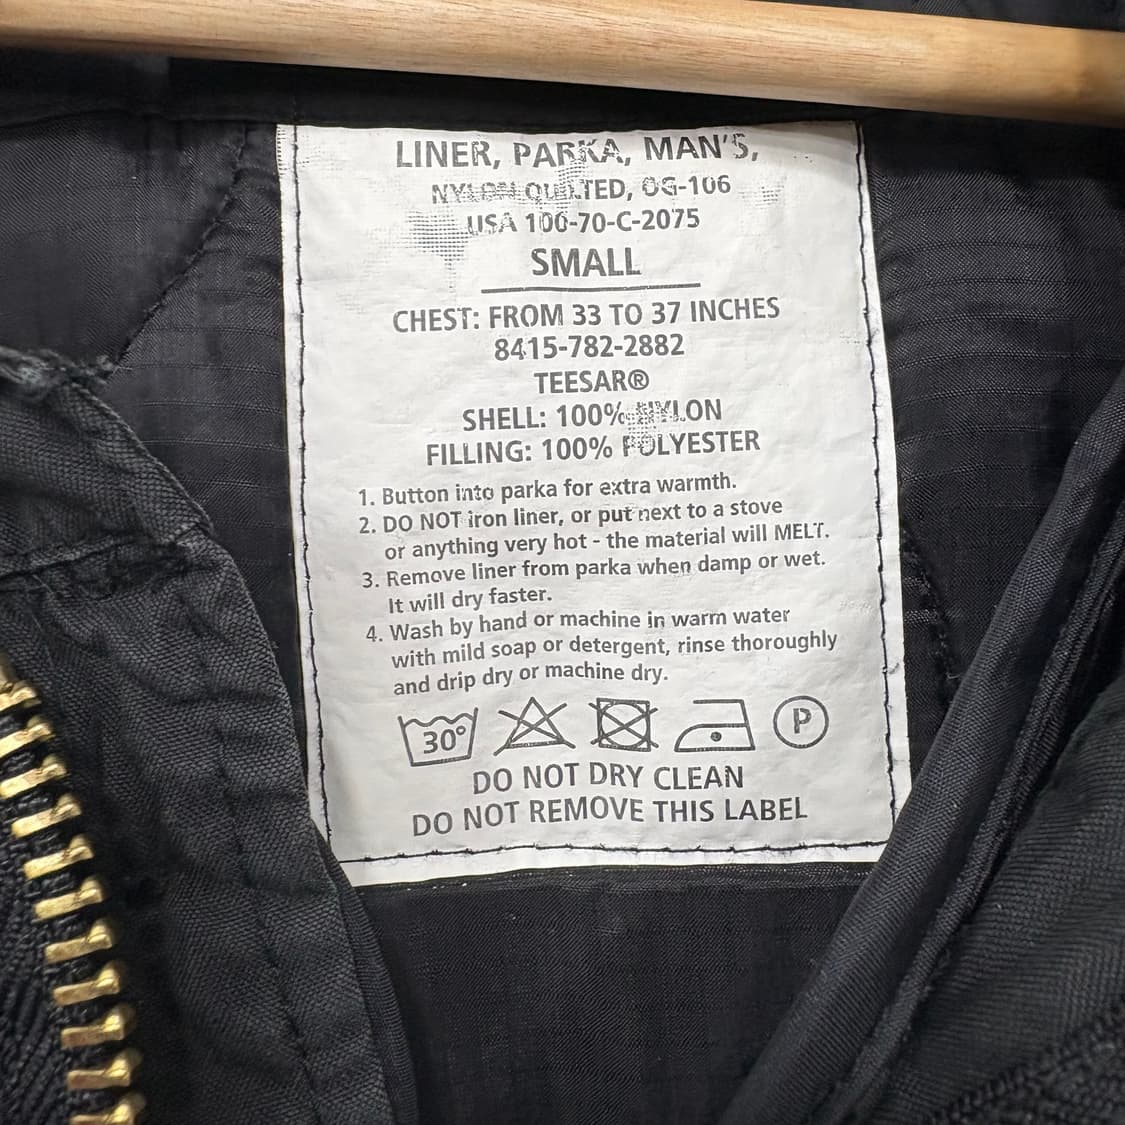 LINER, PARKA, MAN'S,
NYLON QUILTED, OG-106
USA 100-70-C-2075
SMALL
CHEST: FROM 33 TO 37 INCHES
8415-782-2882
TEESAR®
SHELL: 100% NYLON
FILLING: 100% POLYESTER
1. Button into parka for extra warmth.
2. DO NOT iron liner, or put next to a stove
or anything very hot - the material will MELT.
3. Remove liner from parka when damp or wet.
It will dry faster.
4. Wash by hand or machine in warm water
with mild soap or detergent, rinse thoroughly
and drip dry or machine dry.
30° P
DO NOT DRY CLEAN
DO NOT REMOVE THIS LABEL